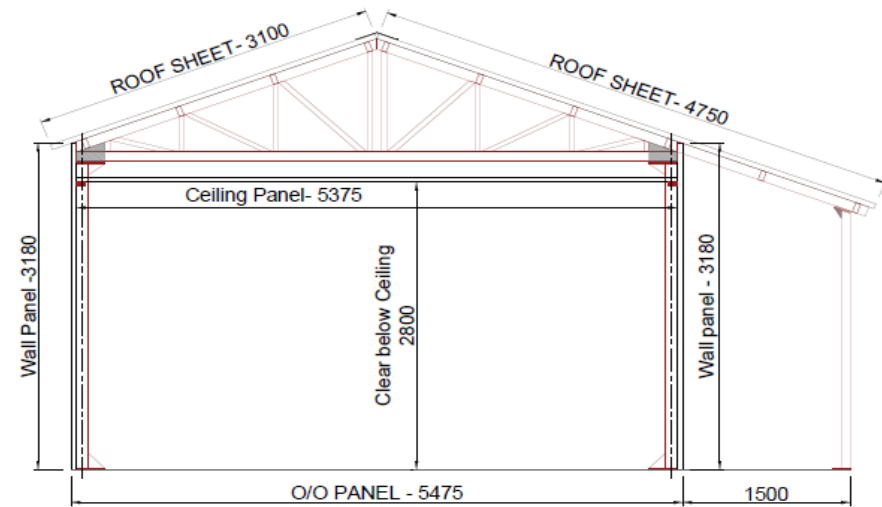 ROOF SHEET- 3100
ROOF SHEET- 4750
Ceiling Panel- 5375
Wall Panel -3180
Clear below Ceiling
2800
Wall panel - 3180
O/O PANEL - 5475
1500